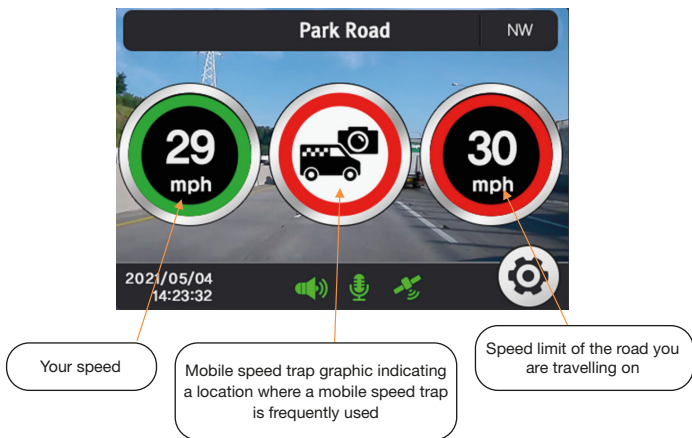 Park Road
NW
29
mph
30
mph
2021/05/04
14:23:32
Your speed
Mobile speed trap graphic indicating
a location where a mobile speed trap
is frequently used
Speed limit of the road you
are travelling on